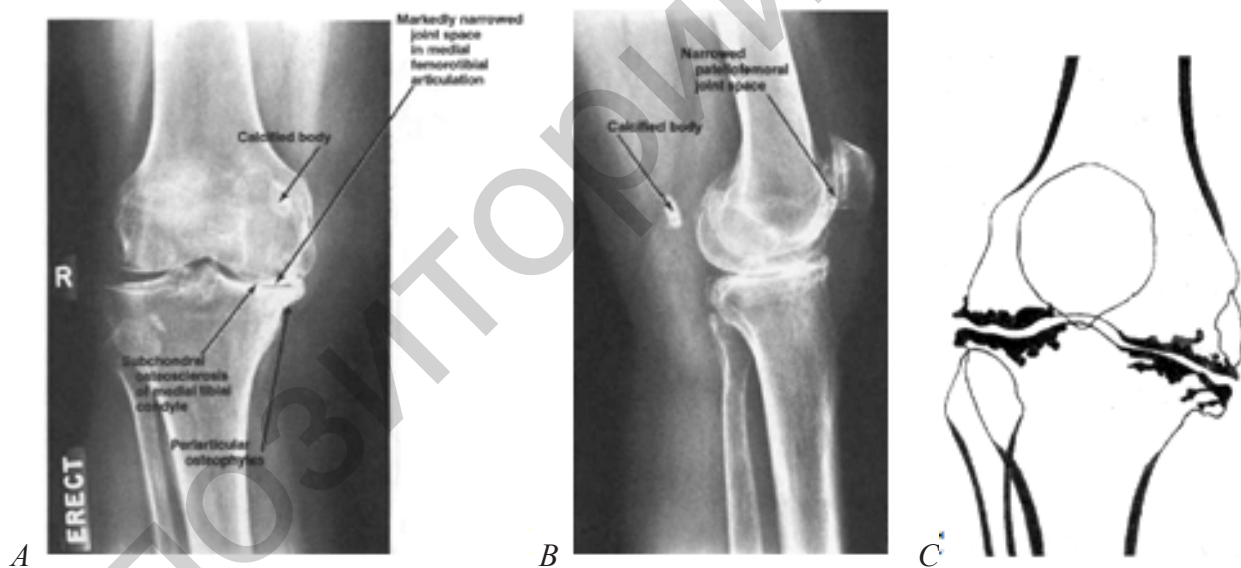 Markedly narrowed
joint space
in medial
femorotibial
articulation
Calcified body
R
Subchondral
osteosclerosis
of medial tibial
condyle
Periarticular
osteophytes
ERECT
A
Narrowed
patellofemoral
joint space
Calcified body
B
C
ПОЗИТОРИ